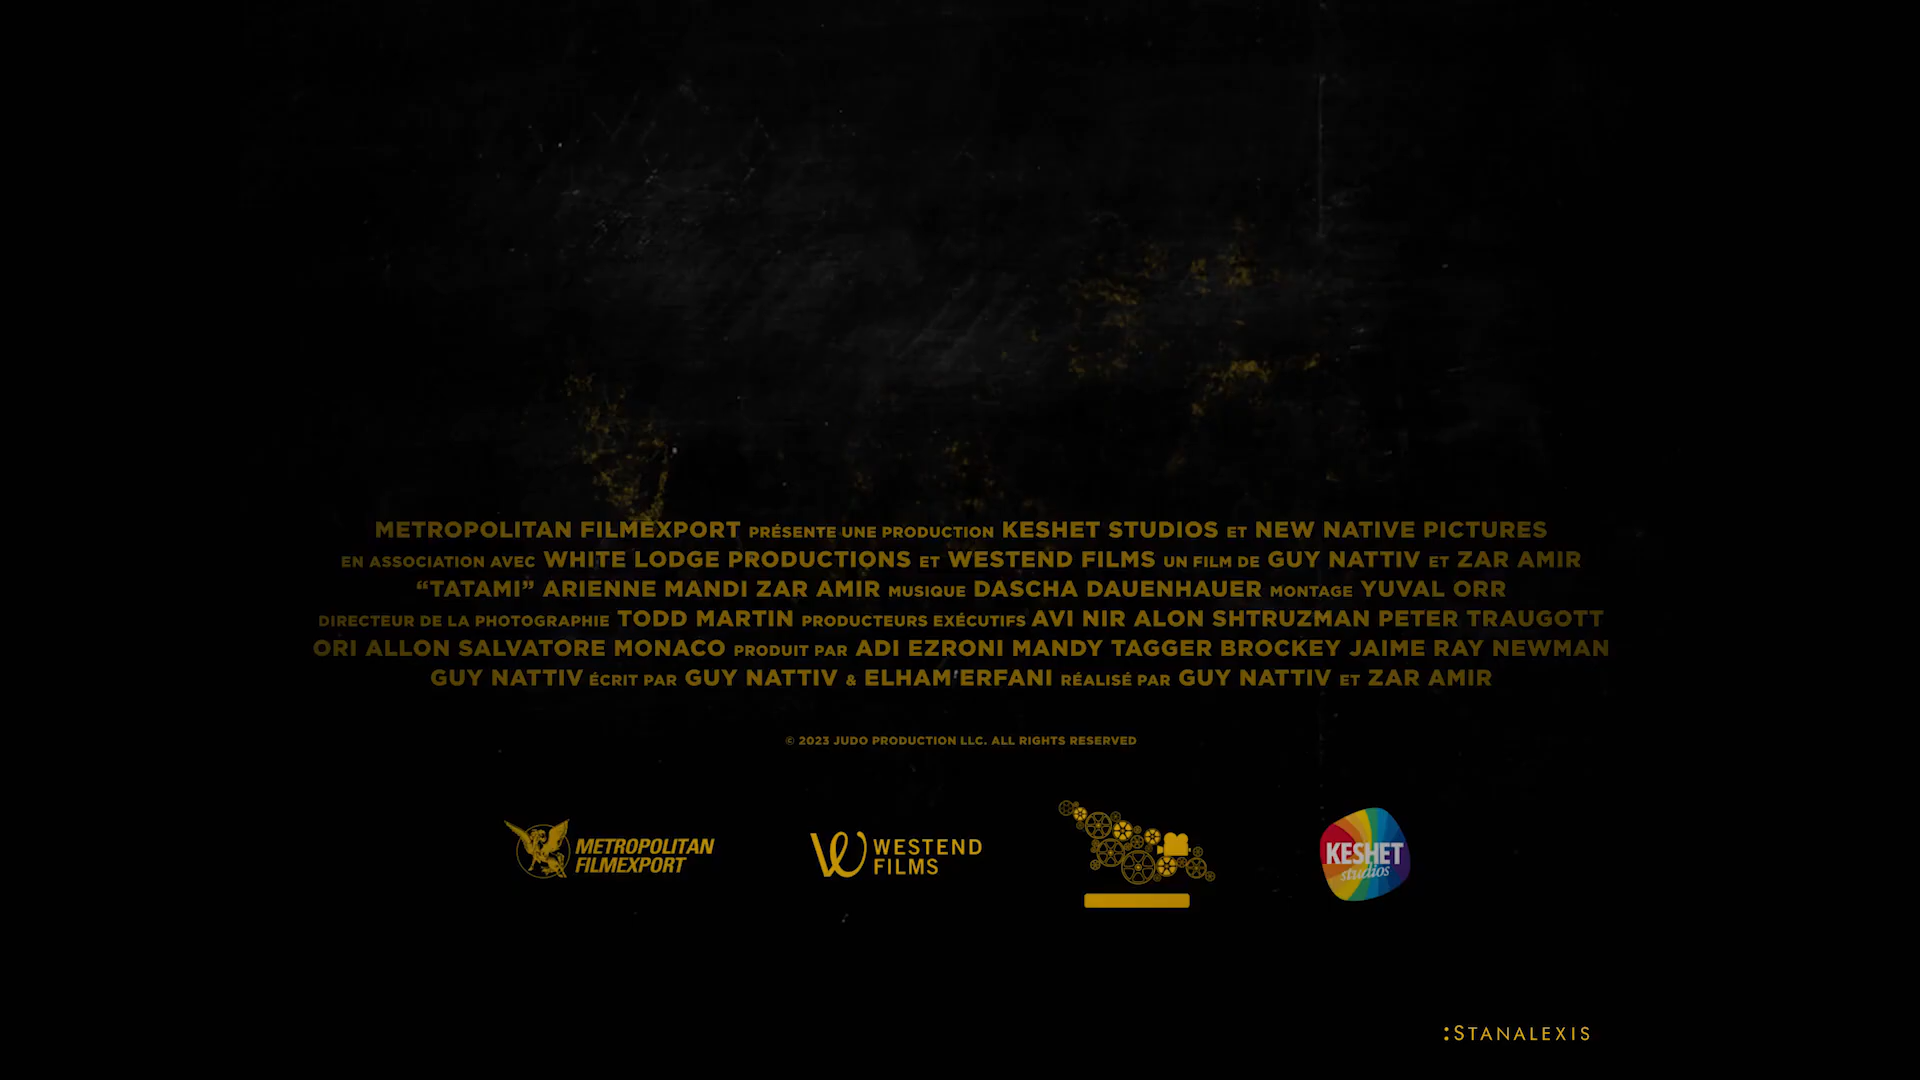 METROPOLITAN FILMEXPORT PRÉSENTE UNE PRODUCTION KESHET STUDIOS ET NEW NATIVE PICTURES
EN ASSOCIATION AVEC WHITE LODGE PRODUCTIONS ET WESTEND FILMS UN FILM DE GUY NATTIV ET ZAR AMIR
“TATAMI” ARIENNE MANDI ZAR AMIR MUSIQUE DASCHA DAUENHAUER MONTAGE YUVAL ORR
DIRECTEUR DE LA PHOTOGRAPHIE TODD MARTIN PRODUCTEURS EXÉCUTIFS AVI NIR ALON SHTRUZMAN PETER TRAUGOTT
ORI ALLON SALVATORE MONACO PRODUIT PAR ADI EZRONI MANDY TAGGER BROCKEY JAIME RAY NEWMAN
GUY NATTIV ÉCRIT PAR GUY NATTIV & ELHAM ERFANI RÉALISÉ PAR GUY NATTIV ET ZAR AMIR
© 2023 JUDO PRODUCTION LLC. ALL RIGHTS RESERVED
METROPOLITAN
FILMEXPORT
WESTEND
FILMS
KESHET
studios
:STANALEXIS